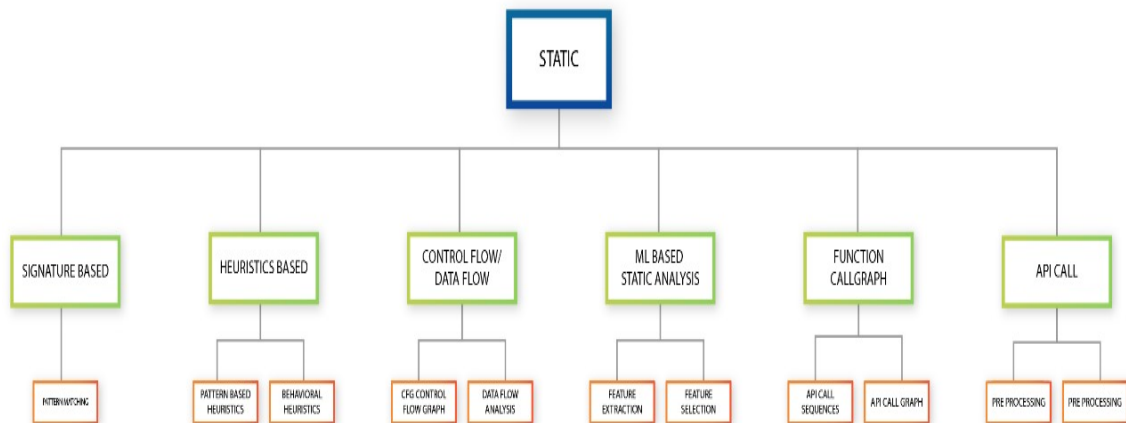 STATIC
SIGNATURE BASED
HEURISTICS BASED
CONTROL FLOW/
DATA FLOW
ML BASED
STATIC ANALYSIS
FUNCTION
CALLGRAPH
API CALL
PATTERN MATCHING
PATTERN BASED
HEURISTICS
BEHAVIORAL
HEURISTICS
CFG CONTROL
FLOW GRAPH
DATA FLOW
ANALYSIS
FEATURE
EXTRACTION
FEATURE
SELECTION
API CALL
SEQUENCES
API CALL GRAPH
PRE PROCESSING
PRE PROCESSING